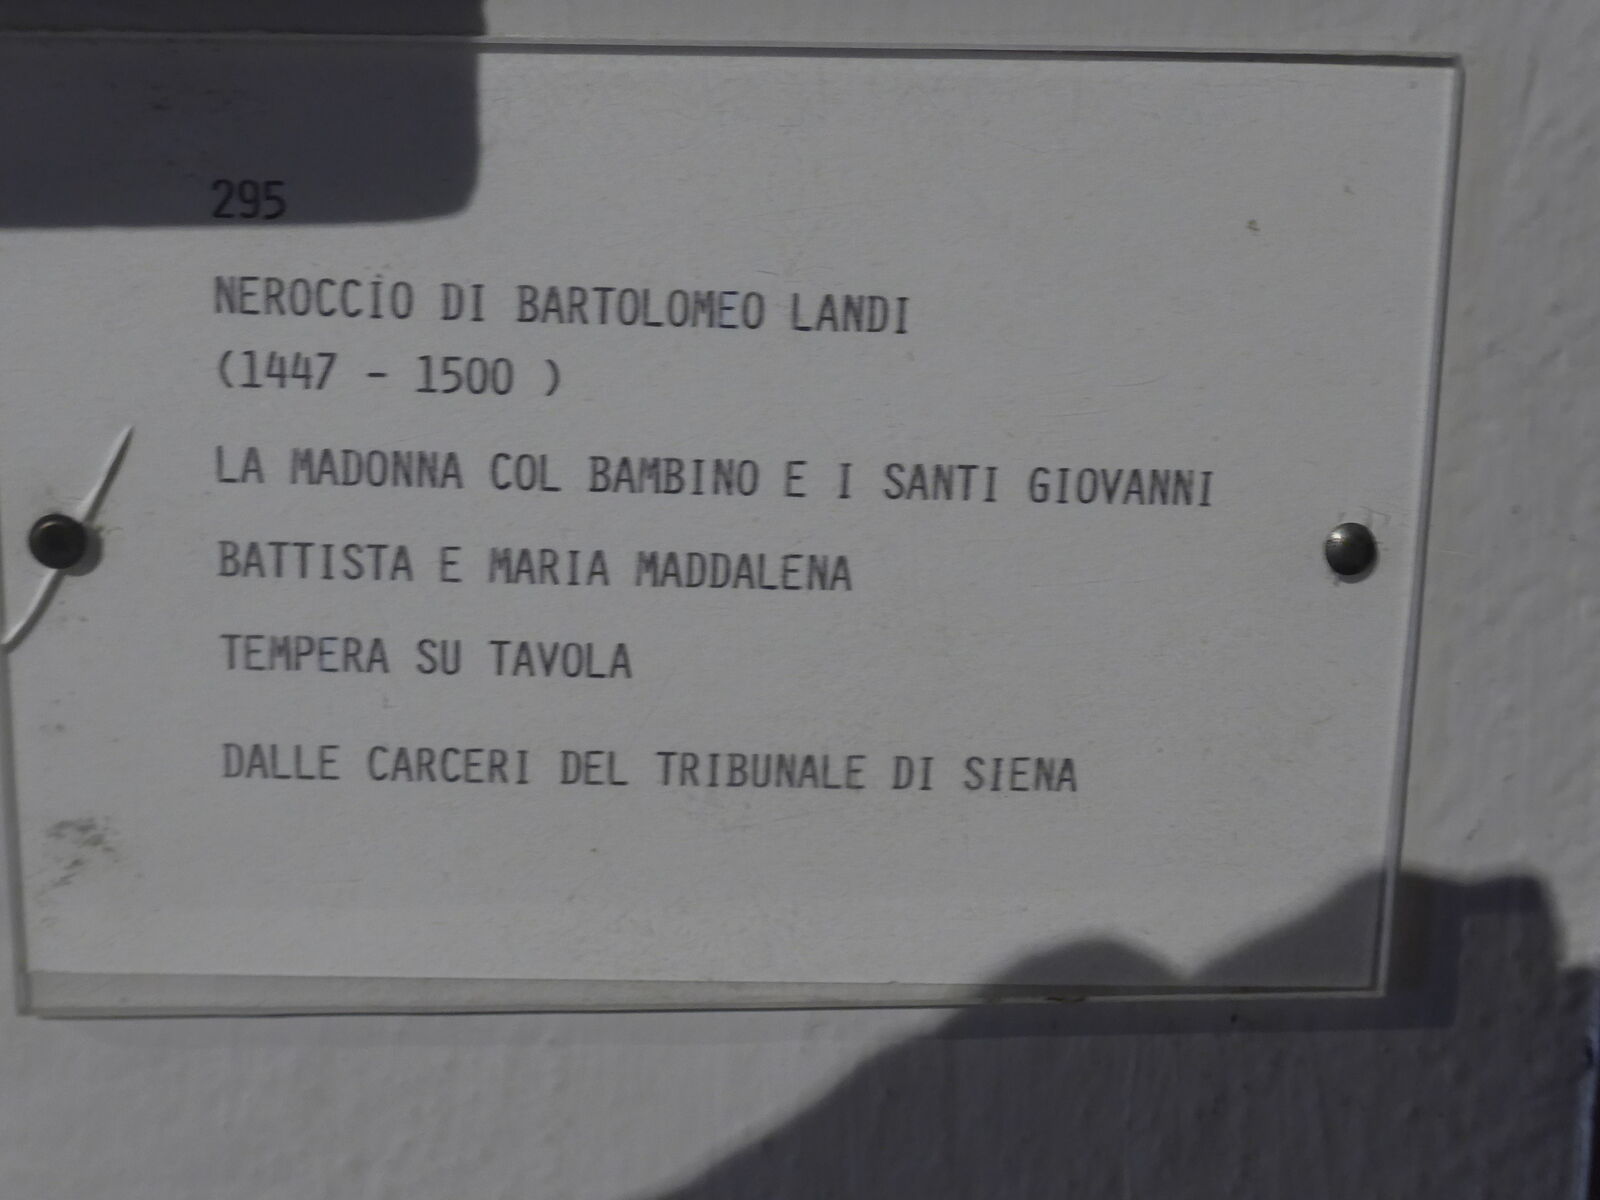 295
NEROCCIO DI BARTOLOMEO LANDI
(1447 - 1500 )
LA MADONNA COL BAMBINO E I SANTI GIOVANNI
BATTISTA E MARIA MADDALENA
TEMPERA SU TAVOLA
DALLE CARCERI DEL TRIBUNALE DI SIENA